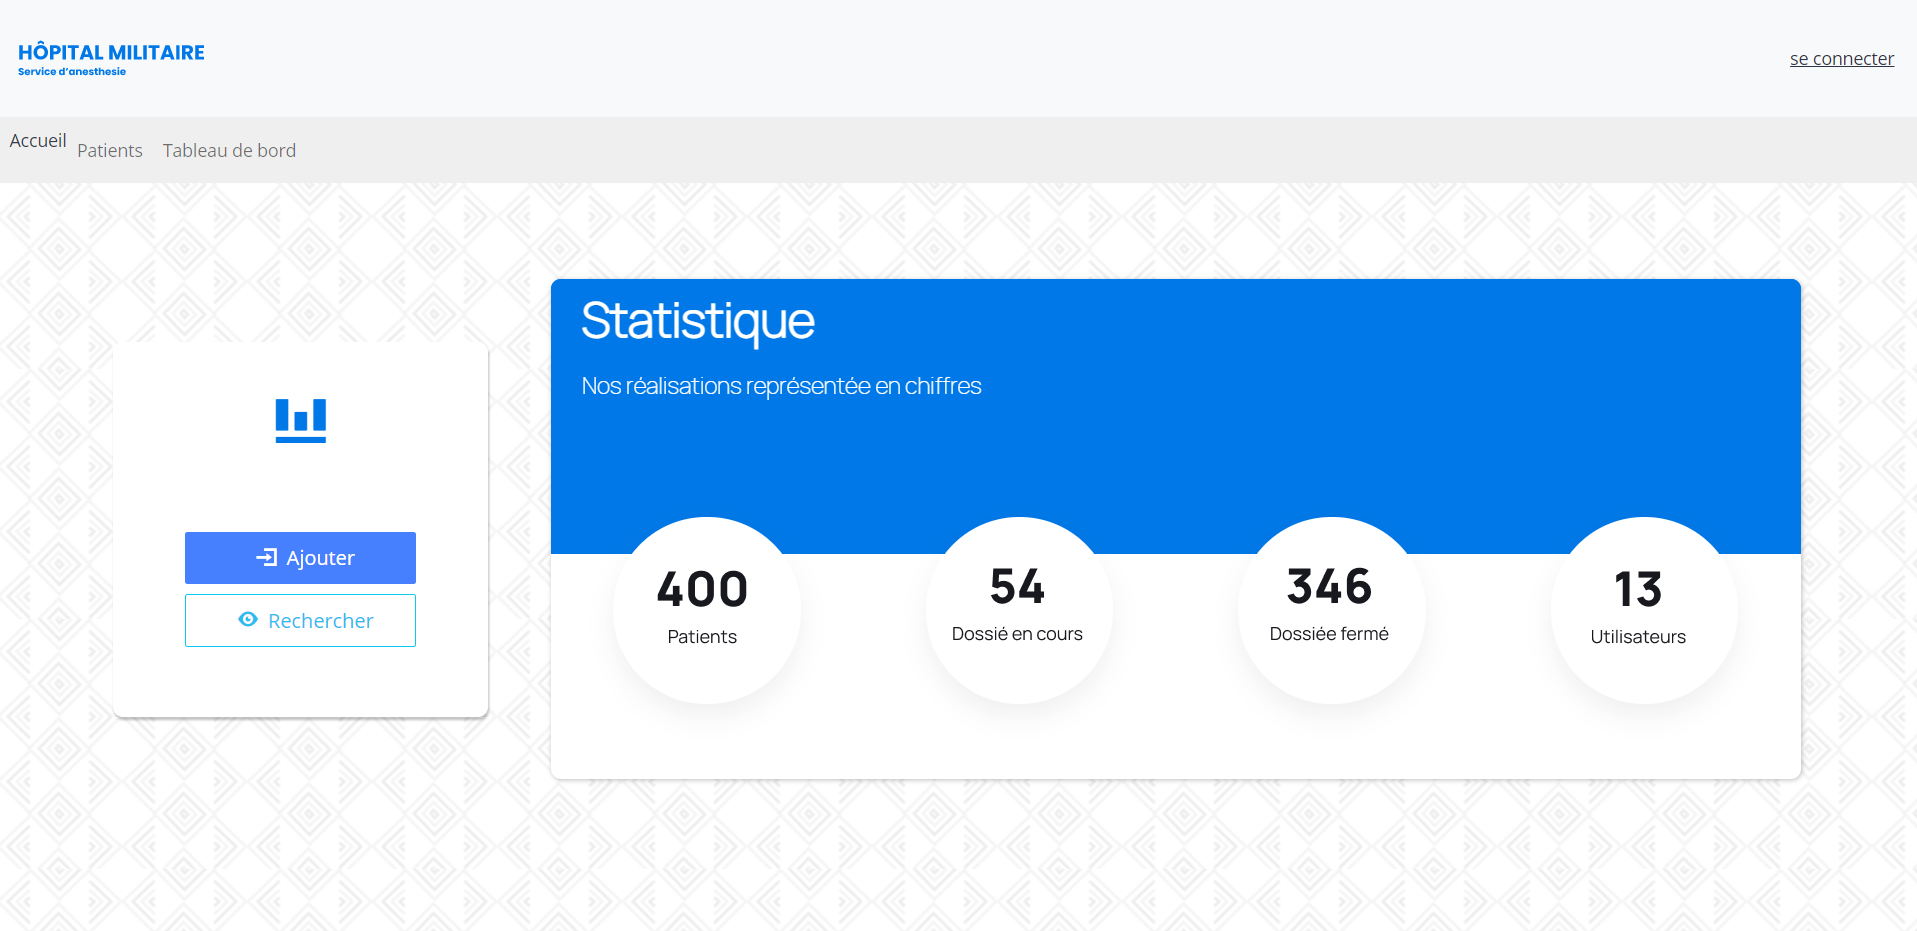 HÔPITAL MILITAIRE
Service d'anesthesie
se connecter
Accueil
Patients
Tableau de bord
Ajouter
Rechercher
Statistique
Nos réalisations représentée en chiffres
400
Patients
54
Dossié en cours
346
Dossiée fermé
13
Utilisateurs